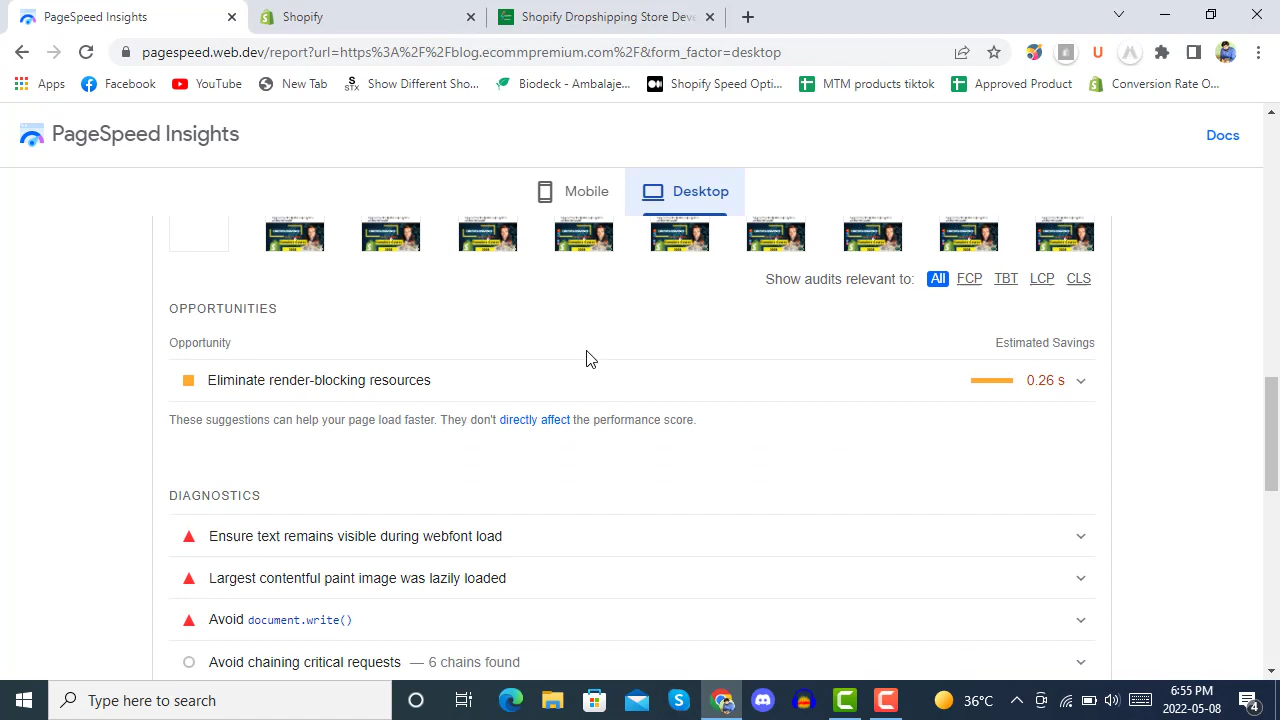 PageSpeed Insights
Shopify
Shopify Dropshipping Store Deve
pagespeed.web.dev/report?url=https%3A%2F%2Fblog.ecommpremium.com%2F&form_factor=desktop
Apps
Facebook
YouTube
New Tab
STX
Show Different Sho...
Biodeck - Ambalaje...
Shopify Speed Opti...
MTM products tiktok
Approved Product
Conversion Rate O...
PageSpeed Insights
Docs
Mobile
Desktop
Show audits relevant to: All FCP TBT LCP CLS
OPPORTUNITIES
Opportunity
Estimated Savings
Eliminate render-blocking resources
0.26 s
These suggestions can help your page load faster. They don't directly affect the performance score.
DIAGNOSTICS
Ensure text remains visible during webfont load
Largest contentful paint image was lazily loaded
Avoid document.write()
Avoid chaining critical requests — 6 chains found
Type here to search
36°C
6:55 PM
2022-05-08
4